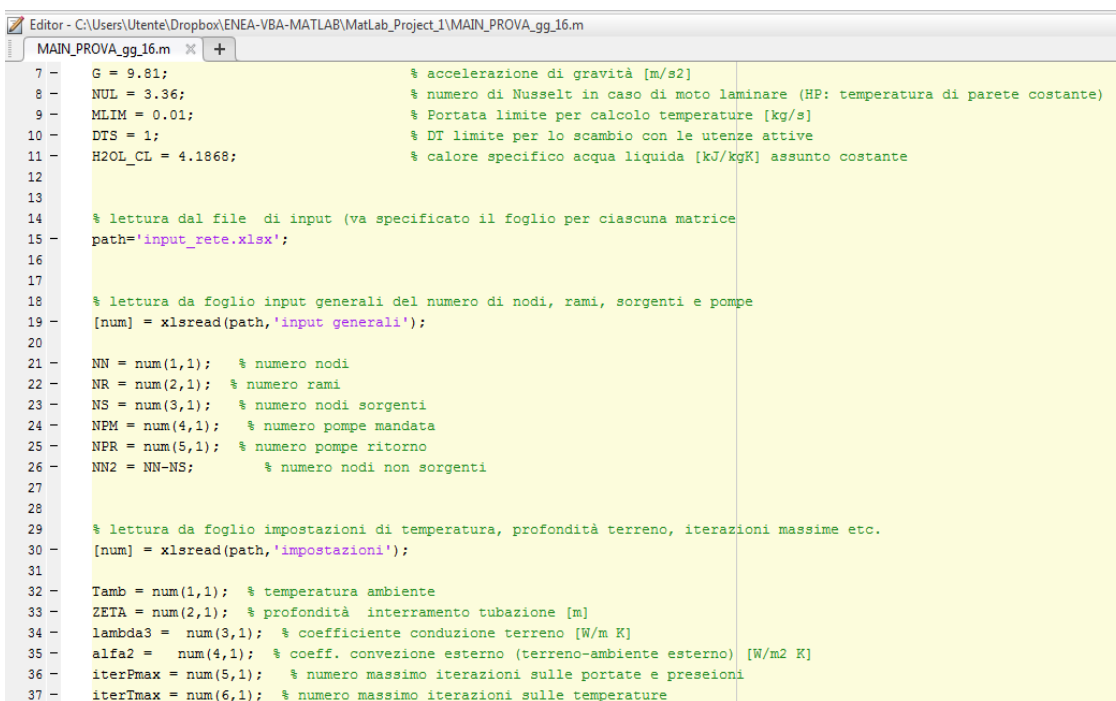 Editor - C:\Users\Utente\Dropbox\ENEA-VBA-MATLAB\MatLab_Project_1\MAIN_PROVA_gg_16.m
MAIN_PROVA_gg_16.m × +
7 - G = 9.81; % accelerazione di gravità [m/s2]
8 - NUL = 3.36; % numero di Nusselt in caso di moto laminare (HP: temperatura di parete costante)
9 - MLIM = 0.01; % Portata limite per calcolo temperature [kg/s]
10 - DTS = 1; % DT limite per lo scambio con le utenze attive
11 - H2OL_CL = 4.1868; % calore specifico acqua liquida [kJ/kgK] assunto costante
12
13
14 % lettura dal file di input (va specificato il foglio per ciascuna matrice
15 - path='input_rete.xlsx';
16
17
18 % lettura da foglio input generali del numero di nodi, rami, sorgenti e pompe
19 - [num] = xlsread(path,'input generali');
20
21 - NN = num(1,1); % numero nodi
22 - NR = num(2,1); % numero rami
23 - NS = num(3,1); % numero nodi sorgenti
24 - NPM = num(4,1); % numero pompe mandata
25 - NPR = num(5,1); % numero pompe ritorno
26 - NN2 = NN-NS; % numero nodi non sorgenti
27
28
29 % lettura da foglio impostazioni di temperatura, profondità terreno, iterazioni massime etc.
30 - [num] = xlsread(path,'impostazioni');
31
32 - Tamb = num(1,1); % temperatura ambiente
33 - ZETA = num(2,1); % profondità interramento tubazione [m]
34 - lambda3 = num(3,1); % coefficiente conduzione terreno [W/m K]
35 - alfa2 = num(4,1); % coeff. convezione esterno (terreno-ambiente esterno) [W/m2 K]
36 - iterPmax = num(5,1); % numero massimo iterazioni sulle portate e preseioni
37 - iterTmax = num(6,1); % numero massimo iterazioni sulle temperature